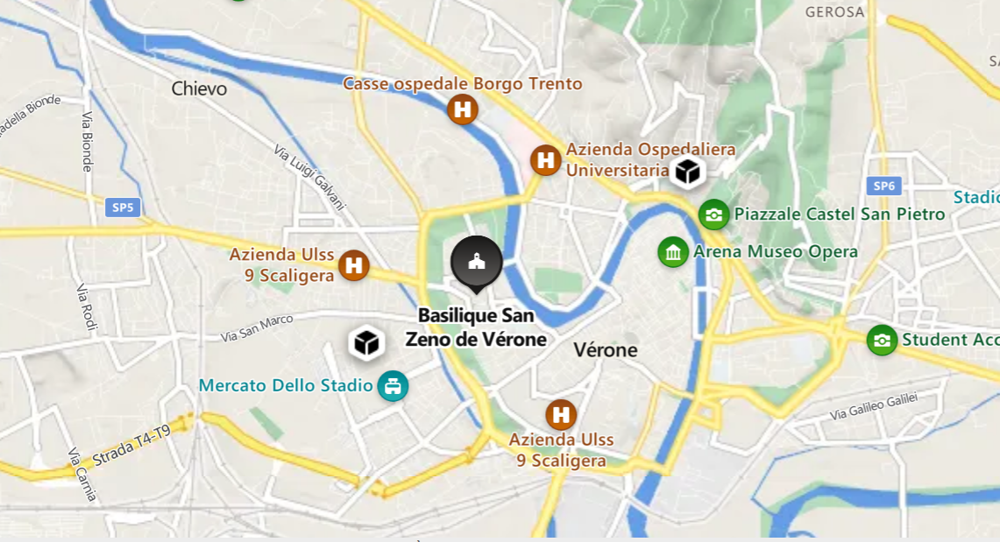 GEROSA
Casse ospedale Borgo Trento
Chievo
adella Bionde
Via Bionde
Via Luigi Galvani
Azienda Ospedaliera
Universitaria
SP6
Stadio
SP5
Piazzale Castel San Pietro
Arena Museo Opera
Azienda Ulss
9 Scaligera
Via Rodi
Basilique San
Zeno de Vérone
Via San Marco
Vérone
Student Acc
Mercato Dello Stadio
Via Galileo Galilei
Azienda Ulss
9 Scaligera
Strada T4-T9
Via Carnia